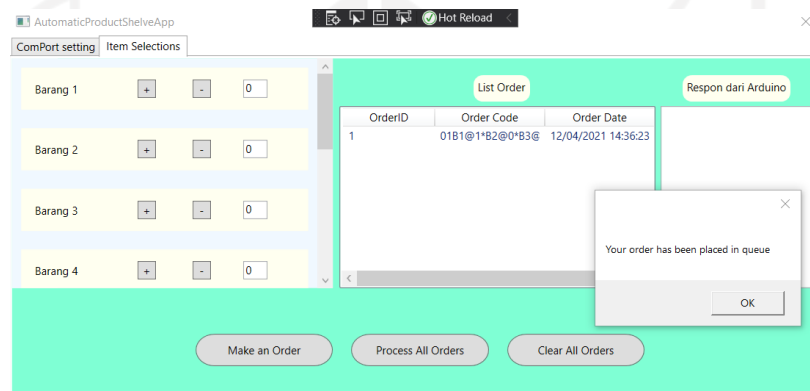 AutomaticProductShelveApp
Hot Reload
ComPort setting Item Selections
Barang 1 + - 0
Barang 2 + - 0
Barang 3 + - 0
Barang 4 + - 0
List Order
Respon dari Arduino
OrderID Order Code Order Date
1 01B1@1*B2@0*B3@ 12/04/2021 14:36:23
Your order has been placed in queue
OK
Make an Order Process All Orders Clear All Orders